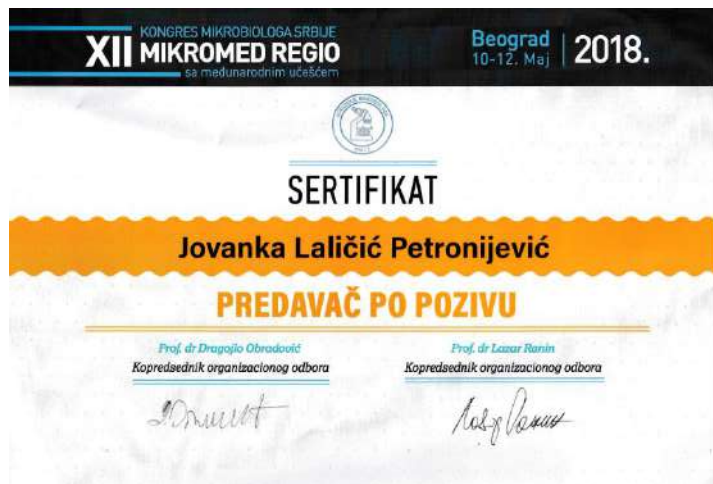 XII
KONGRES MIKROBIOLOGA SRBIJE
MIKROMED REGIO
sa međunarodnim učešćem
Beograd
10-12. Maj
2018.
SERTIFIKAT
Jovanka Laličić Petronijević
PREDAVAČ PO POZIVU
Prof. dr Dragojlo Obradović
Kopredsednik organizacionog odbora
Prof. dr Lazar Ranin
Kopredsednik organizacionog odbora